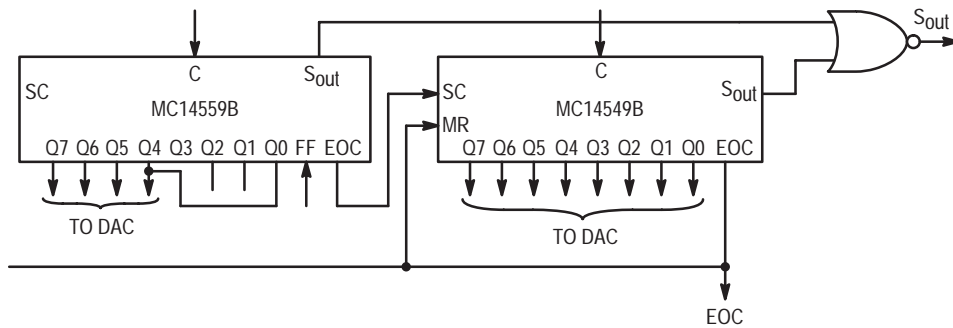 Sout
C
Sout
SC
MC14559B
Q7 Q6 Q5 Q4 Q3 Q2 Q1 Q0 FF EOC
TO DAC
C
SC
Sout
MC14549B
MR
Q7 Q6 Q5 Q4 Q3 Q2 Q1 Q0 EOC
TO DAC
EOC